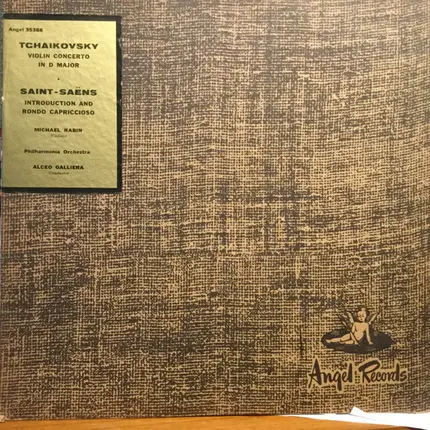 Angel 35388
TCHAIKOVSKY
VIOLIN CONCERTO
IN D MAJOR
SAINT-SAËNS
INTRODUCTION AND
RONDO CAPRICCIOSO
MICHAEL RABIN
Violinist
Philharmonia Orchestra
ALCEO GALLIERA
Conductor
Angel Records